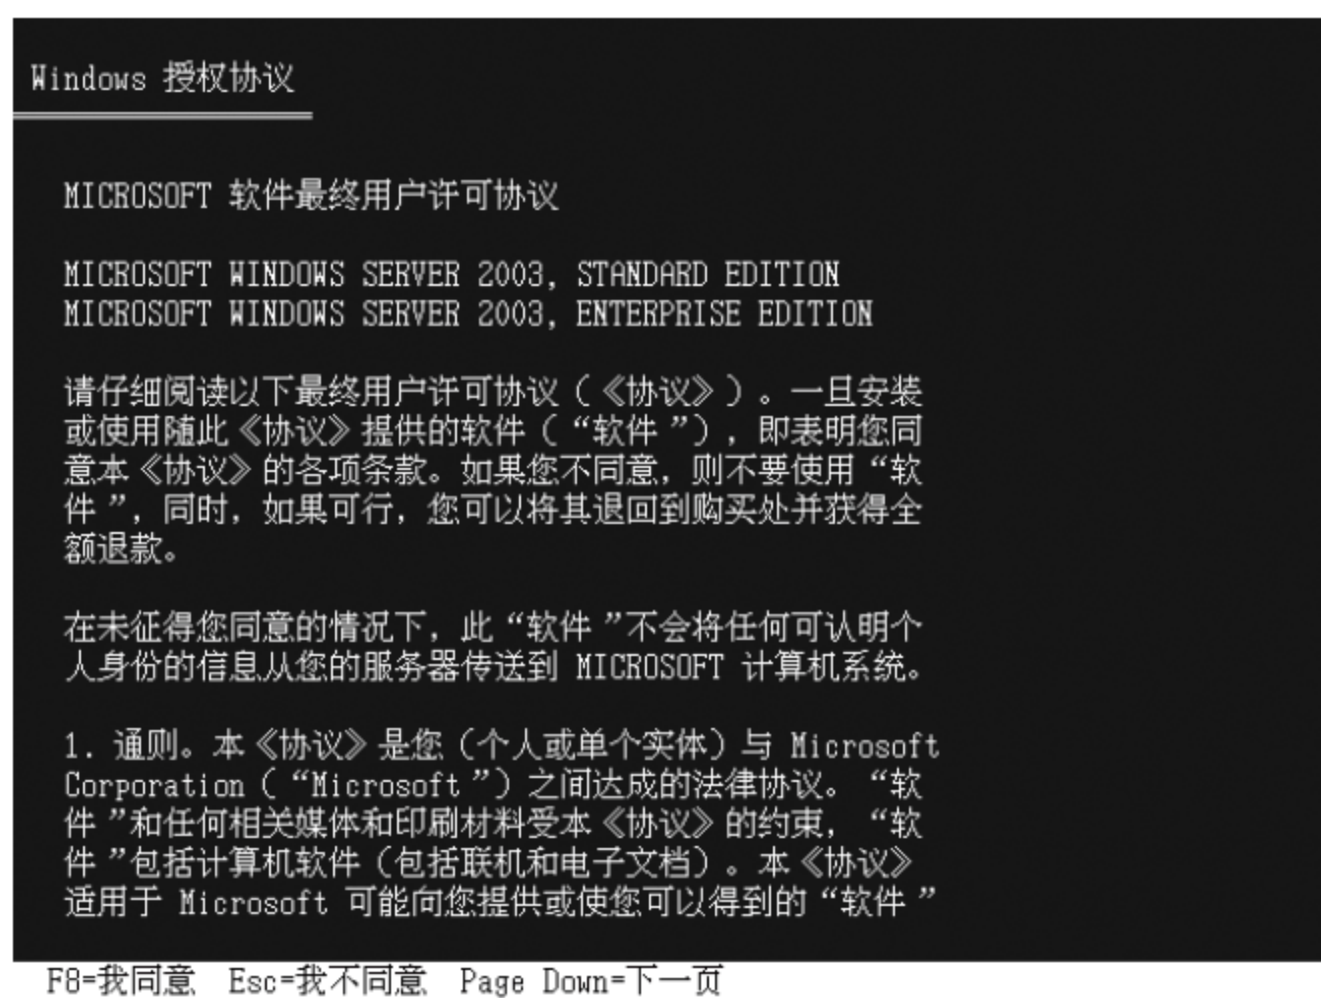 Windows 授权协议
MICROSOFT 软件最终用户许可协议
MICROSOFT WINDOWS SERVER 2003, STANDARD EDITION
MICROSOFT WINDOWS SERVER 2003, ENTERPRISE EDITION
请仔细阅读以下最终用户许可协议（《协议》）。一旦安装
或使用随此《协议》提供的软件（“软件”），即表明您同
意本《协议》的各项条款。如果您不同意，则不要使用“软
件”，同时，如果可行，您可以将其退回到购买处并获得全
额退款。
在未征得您同意的情况下，此“软件”不会将任何可认明个
人身份的信息从您的服务器传送到 MICROSOFT 计算机系统。
1. 通则。本《协议》是您（个人或单个实体）与 Microsoft
Corporation（“Microsoft”）之间达成的法律协议。“软
件”和任何相关媒体和印刷材料受本《协议》的约束，“软
件”包括计算机软件（包括联机和电子文档）。本《协议》
适用于 Microsoft 可能向您提供或使您可以得到的“软件”
F8=我同意 Esc=我不同意 Page Down=下一页